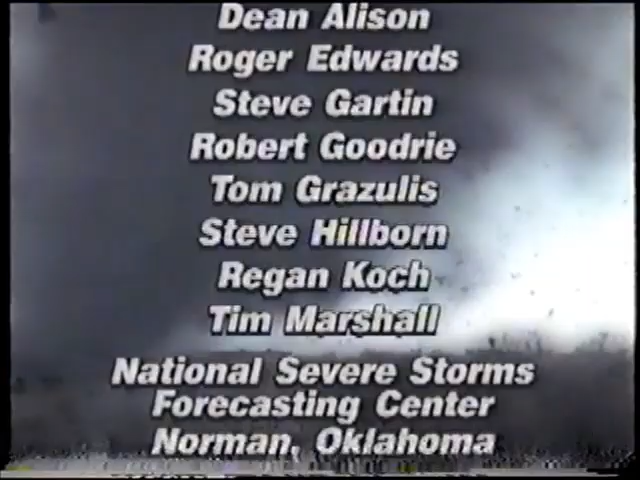 Dean Alison
Roger Edwards
Steve Gartin
Robert Goodrie
Tom Grazulis
Steve Hillborn
Regan Koch
Tim Marshall
National Severe Storms
Forecasting Center
Norman, Oklahoma